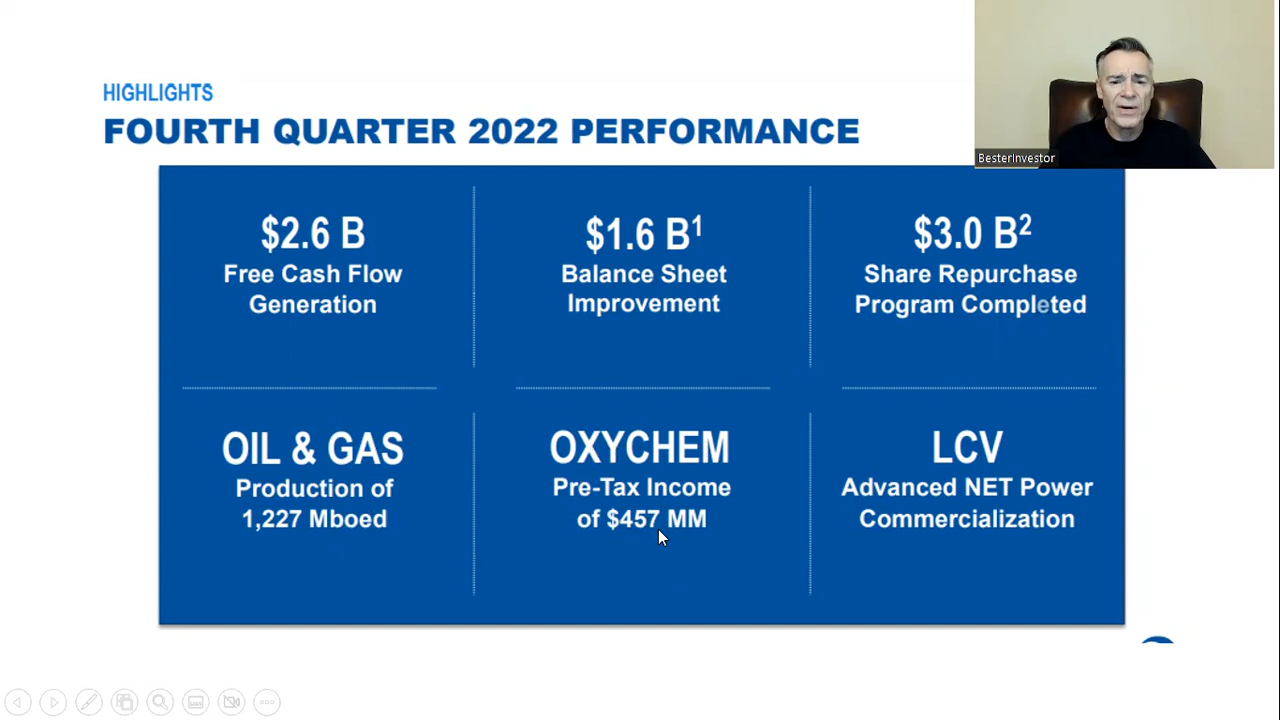 HIGHLIGHTS
FOURTH QUARTER 2022 PERFORMANCE
BesterInvestor
$2.6 B
Free Cash Flow
Generation
$1.6 B1
Balance Sheet
Improvement
$3.0 B2
Share Repurchase
Program Completed
OIL & GAS
Production of
1,227 Mboed
OXYCHEM
Pre-Tax Income
of $457 MM
LCV
Advanced NET Power
Commercialization